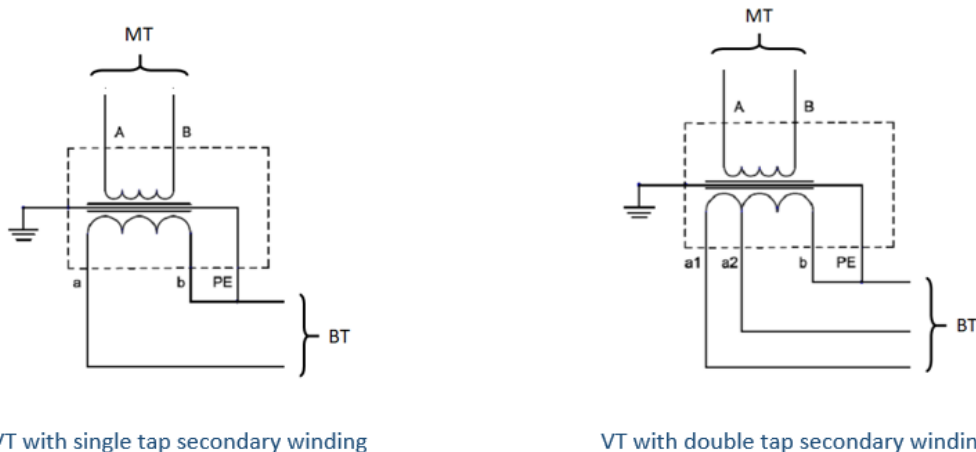 MT
A B
a b PE
BT
VT with single tap secondary winding
MT
A B
a1 a2 b PE
BT
VT with double tap secondary windin